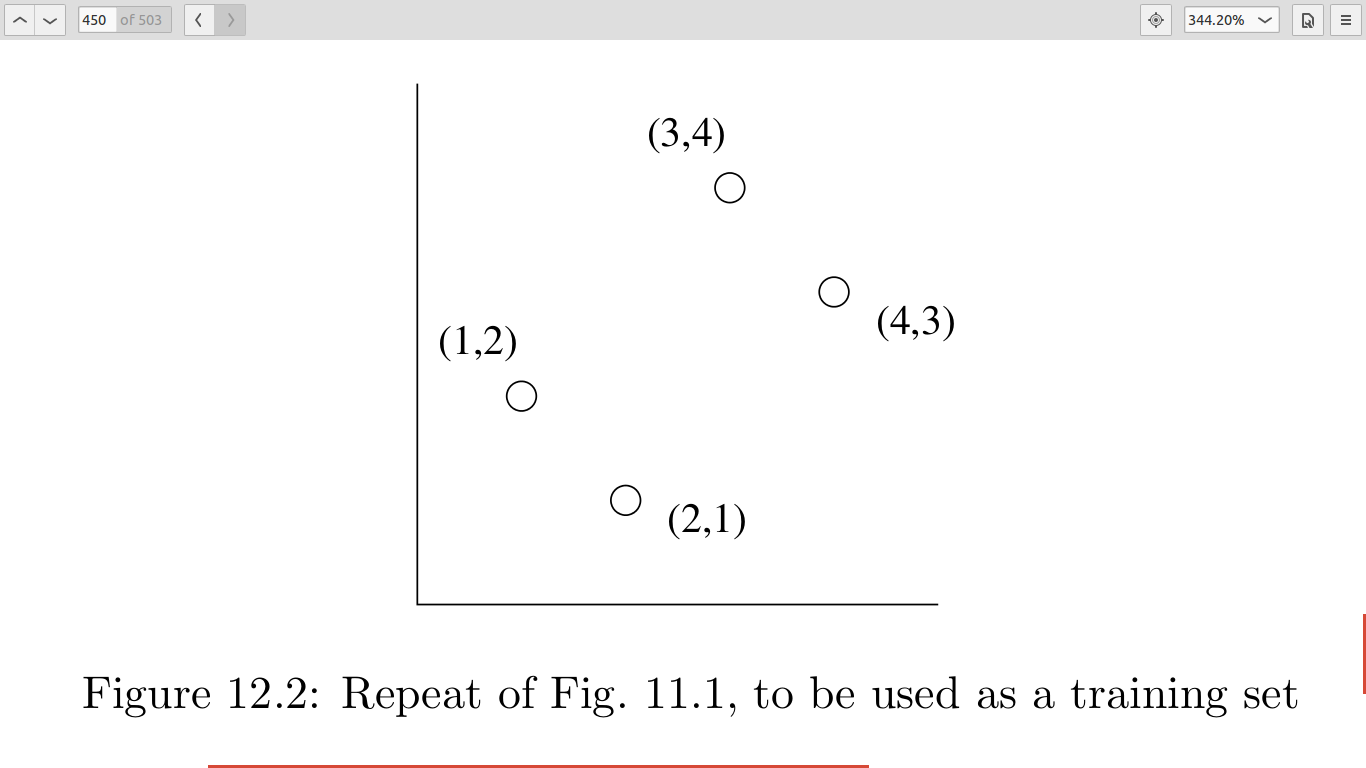 450 of 503
344.20%
(3,4)
(4,3)
(1,2)
(2,1)
Figure 12.2: Repeat of Fig. 11.1, to be used as a training set